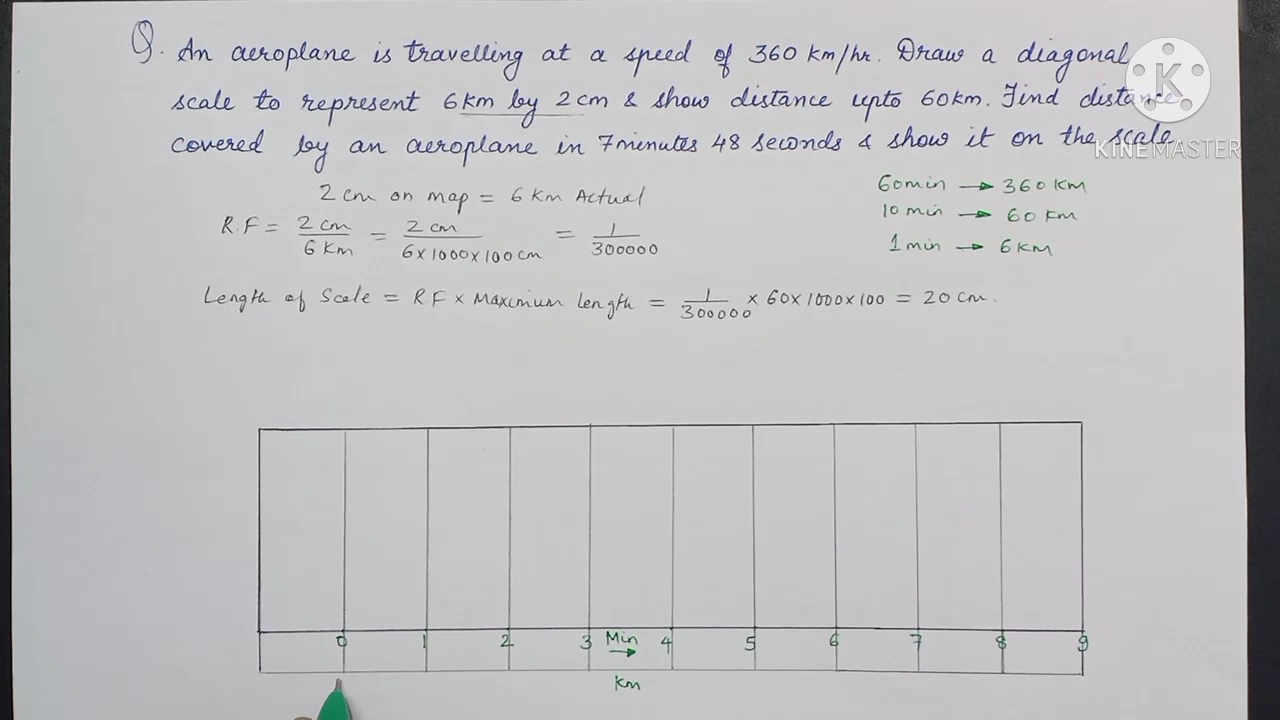 Q. An aeroplane is travelling at a speed of 360 km/hr. Draw a diagonal
scale to represent 6km by 2cm & show distance upto 60km. Find distance
covered by an aeroplane in 7minutes 48 seconds & show it on the scale
K
KINEMASTER
2 cm on map = 6 Km Actual
R.F = 2 cm / 6 Km = 2 cm / 6×1000×100 cm = 1 / 300000
60min → 360 KM
10 min → 60 KM
1 min → 6 KM
Length of Scale = R.F × Maximum length = 1 / 300000 × 60×1000×100 = 20 cm.
0 1 2 3 Min → 4 5 6 7 8 9
Km